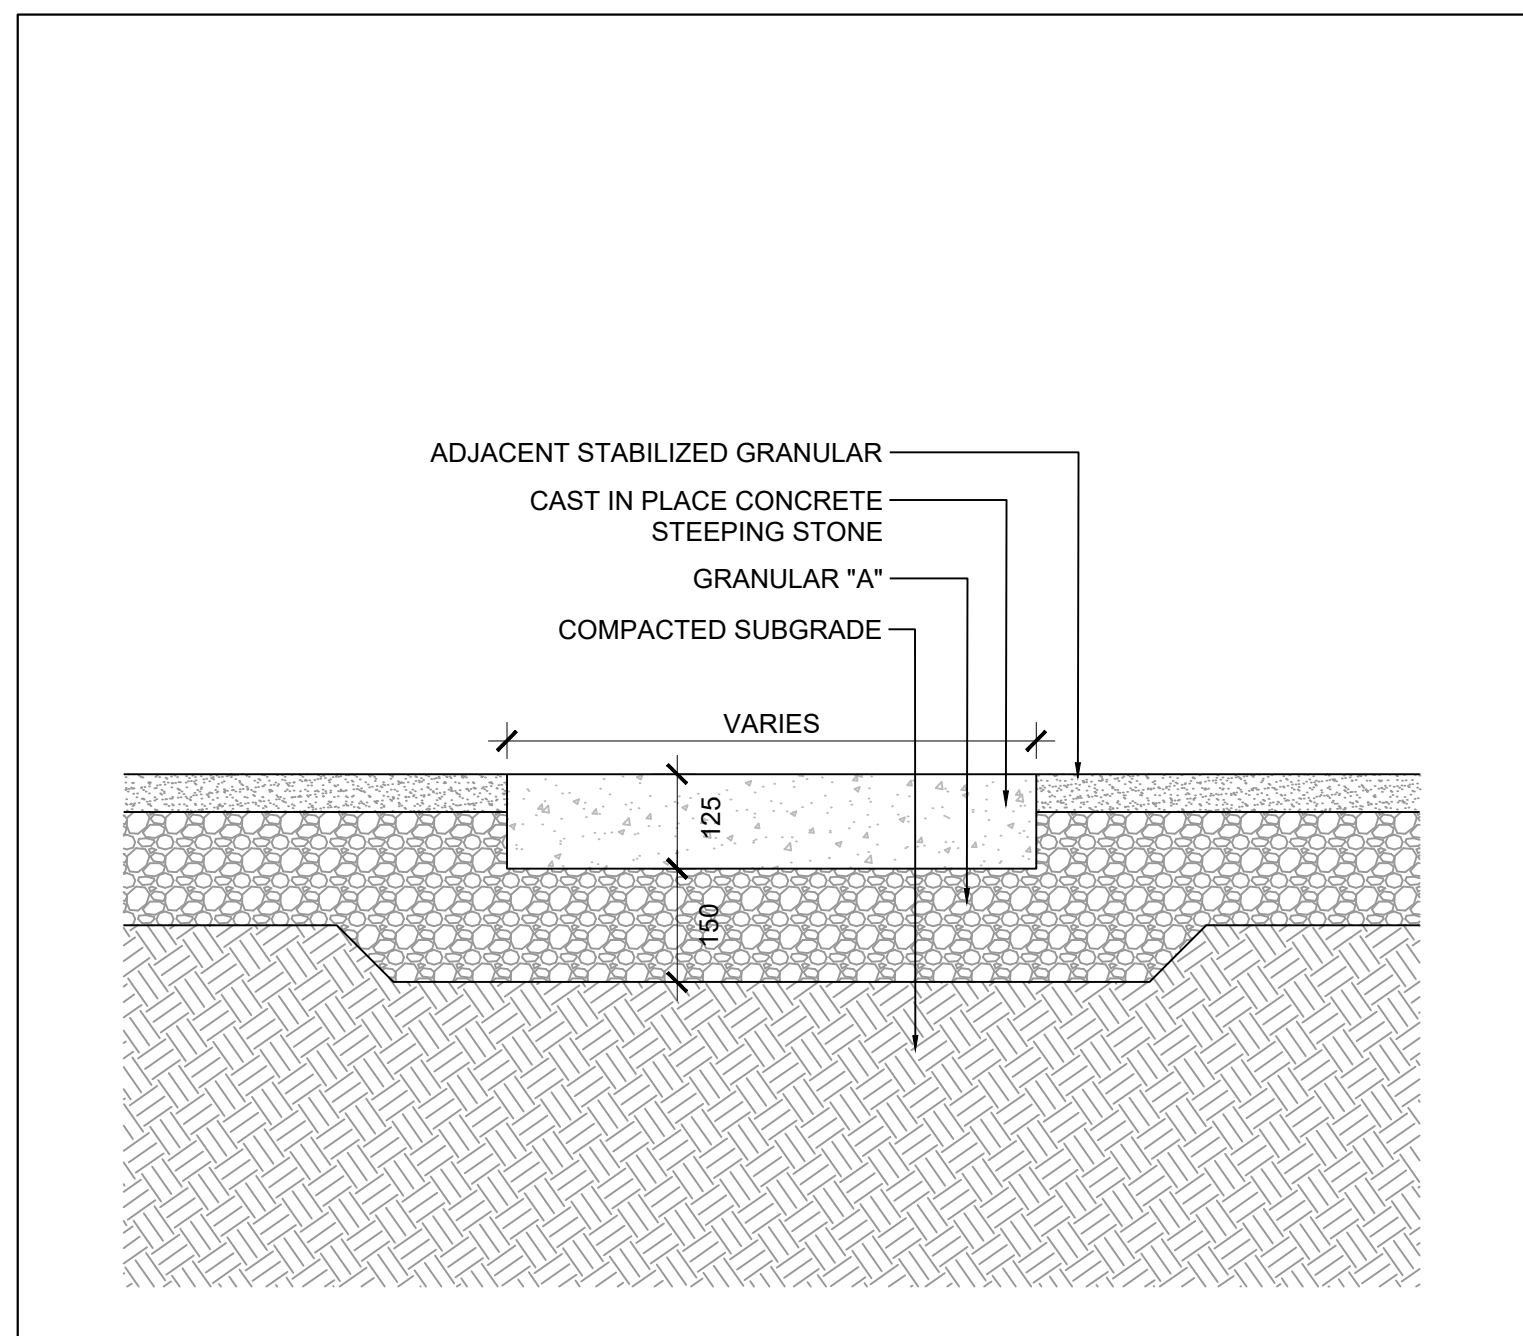 ADJACENT STABILIZED GRANULAR
CAST IN PLACE CONCRETE
STEEPING STONE
GRANULAR "A"
COMPACTED SUBGRADE
VARIES
125
150